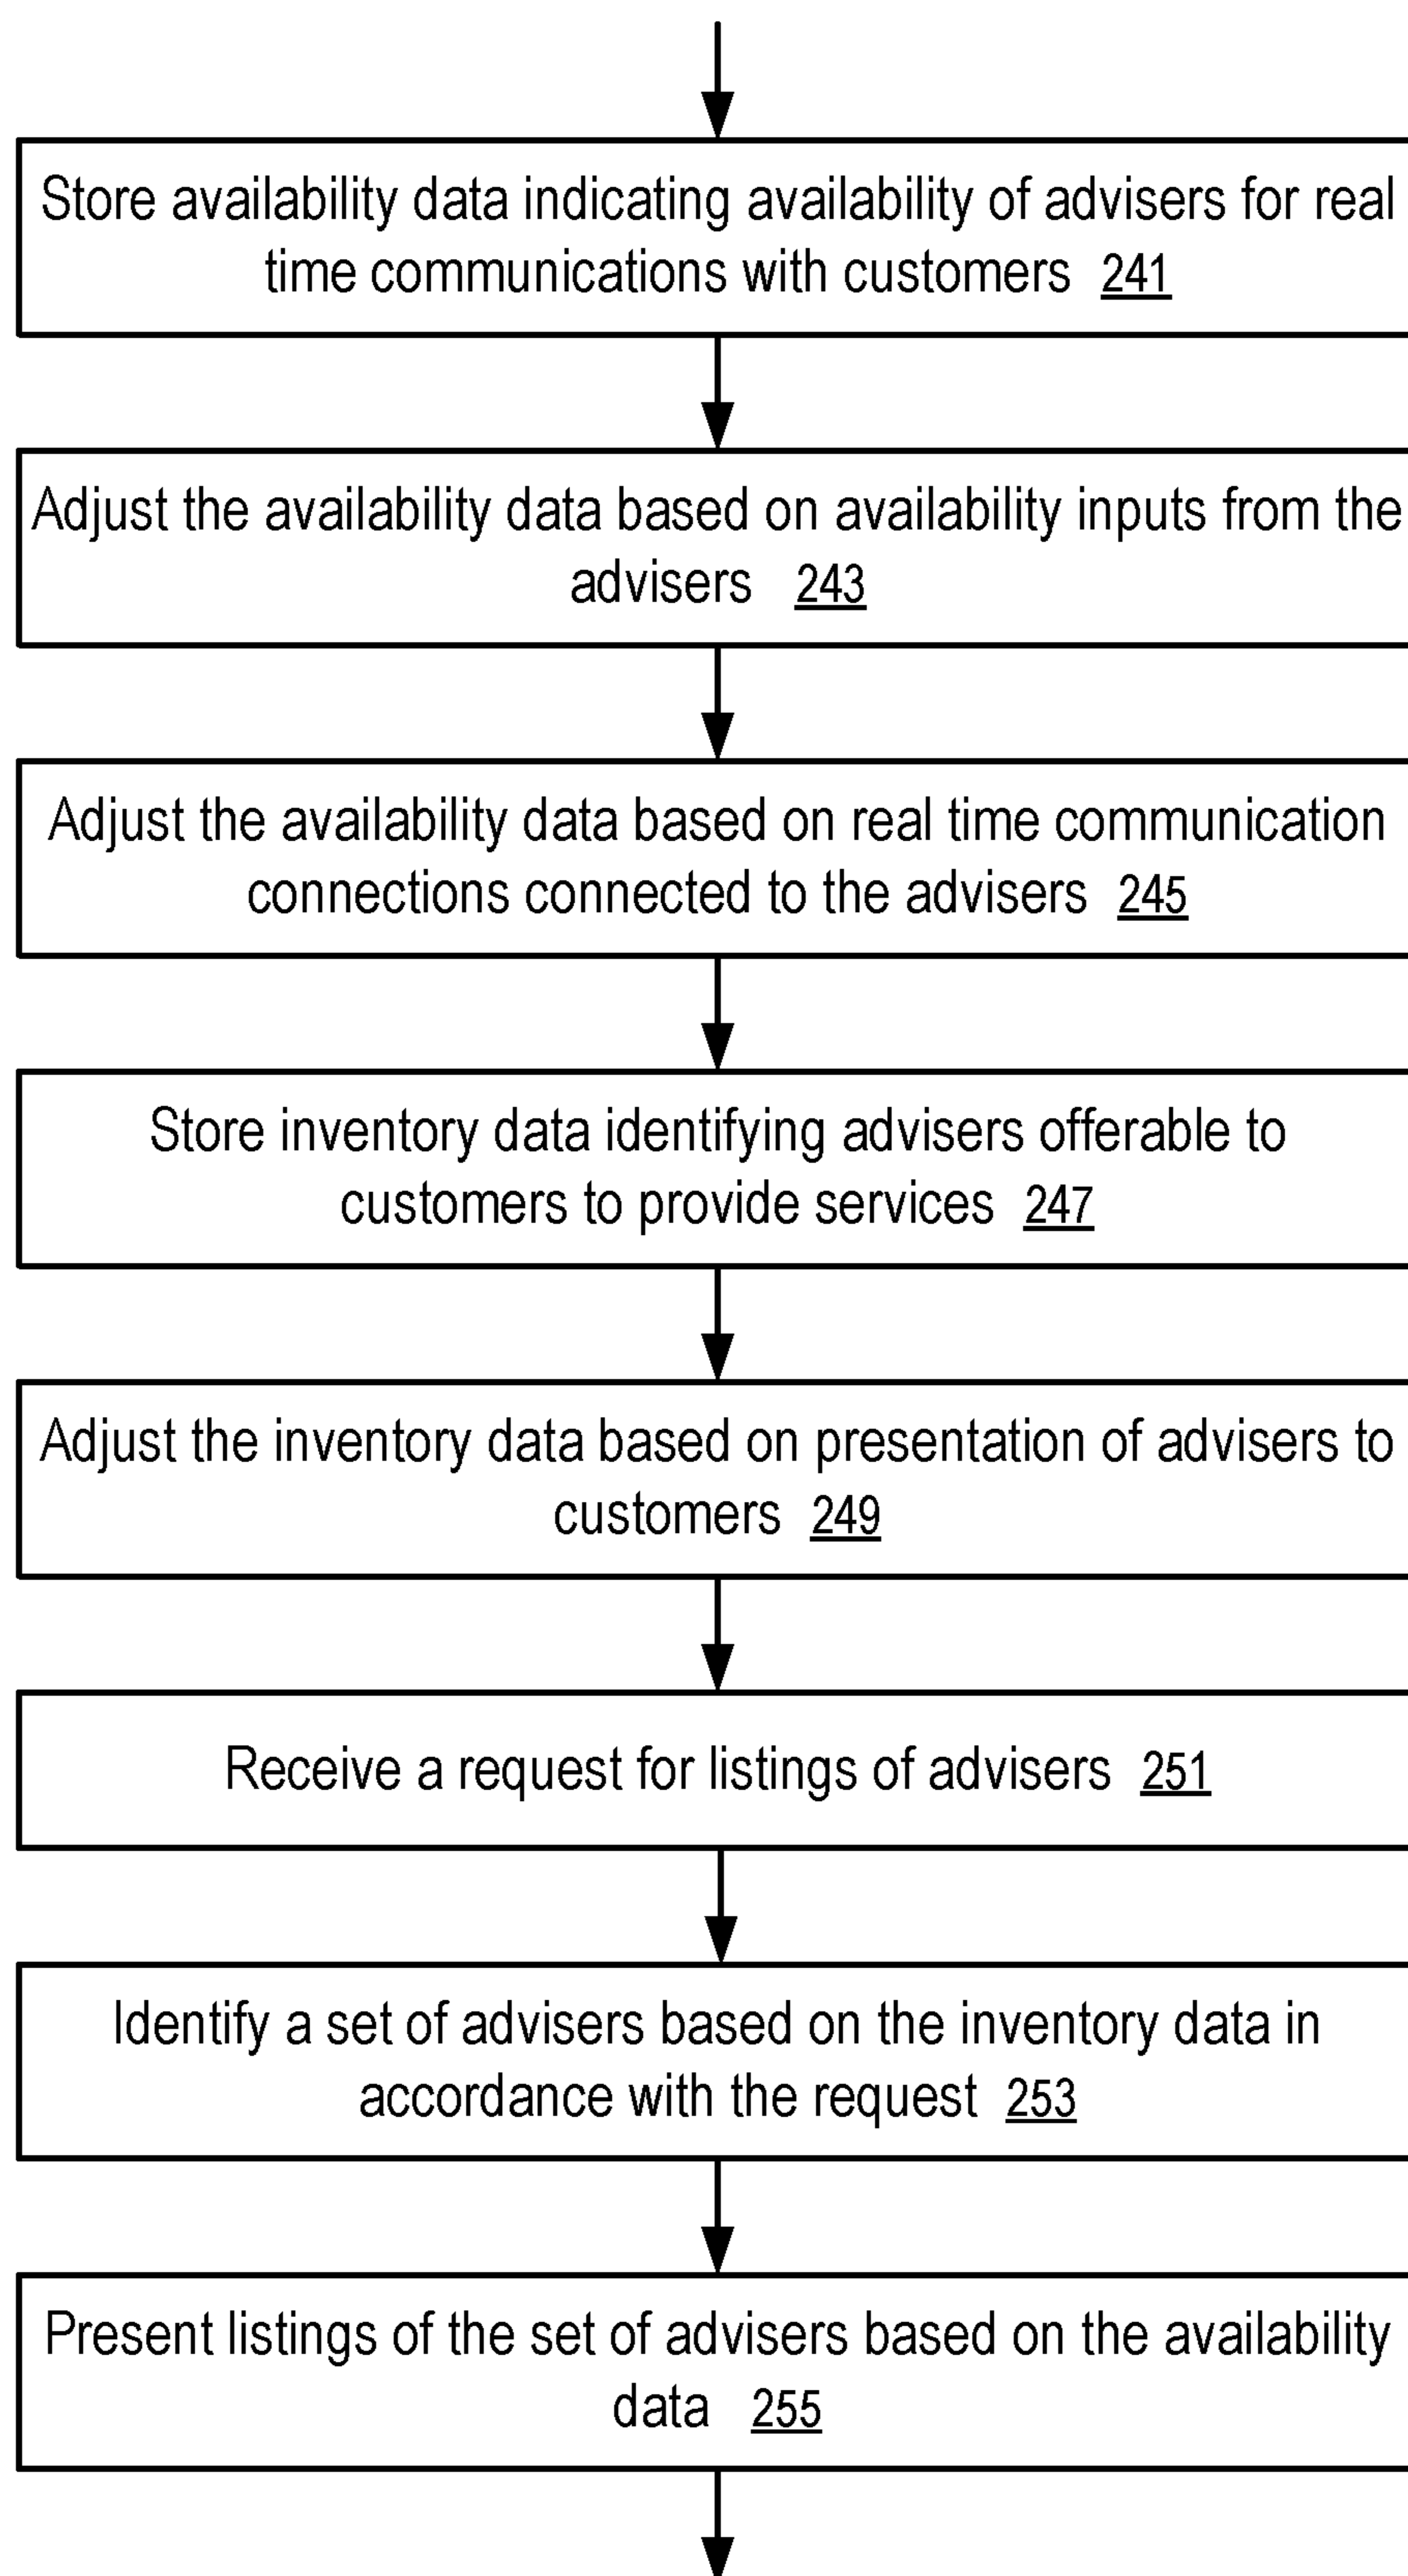 Store availability data indicating availability of advisers for real
time communications with customers 241
Adjust the availability data based on availability inputs from the
advisers 243
Adjust the availability data based on real time communication
connections connected to the advisers 245
Store inventory data identifying advisers offerable to
customers to provide services 247
Adjust the inventory data based on presentation of advisers to
customers 249
Receive a request for listings of advisers 251
Identify a set of advisers based on the inventory data in
accordance with the request 253
Present listings of the set of advisers based on the availability
data 255